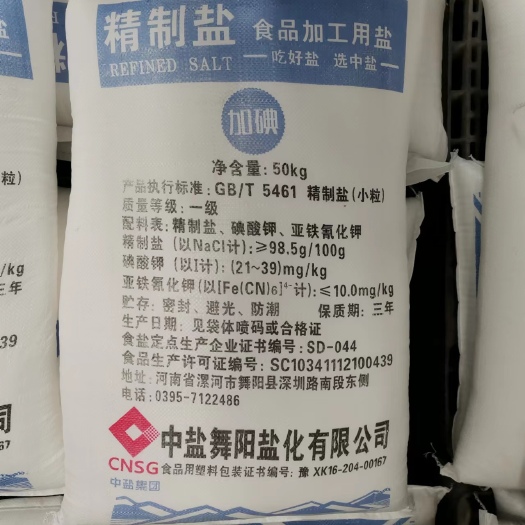 精制盐 食品加工用盐
REFINED SALT 吃好盐 选中盐
加碘
净含量: 50kg
产品执行标准: GB/T 5461 精制盐(小粒)
质量等级: 一级
配料表: 精制盐、碘酸钾、亚铁氰化钾
精制盐 (以NaCl计): ≥98.5g/100g
碘酸钾 (以I计): (21~39)mg/kg
亚铁氰化钾(以[Fe(CN)₆]⁴⁻计): ≤10.0mg/kg
贮存: 密封、避光、防潮 保质期: 三年
生产日期: 见袋体喷码或合格证
食盐定点生产企业证书编号: SD-044
食品生产许可证编号: SC10341112100439
地址: 河南省漯河市舞阳县深圳路南段东侧
电话: 0395-7122486
中盐舞阳盐化有限公司
CNSG 食品用塑料包装证书编号: 豫 XK16-204-00167
中盐集团
粒)
/kg
三年
439
司
67
mg